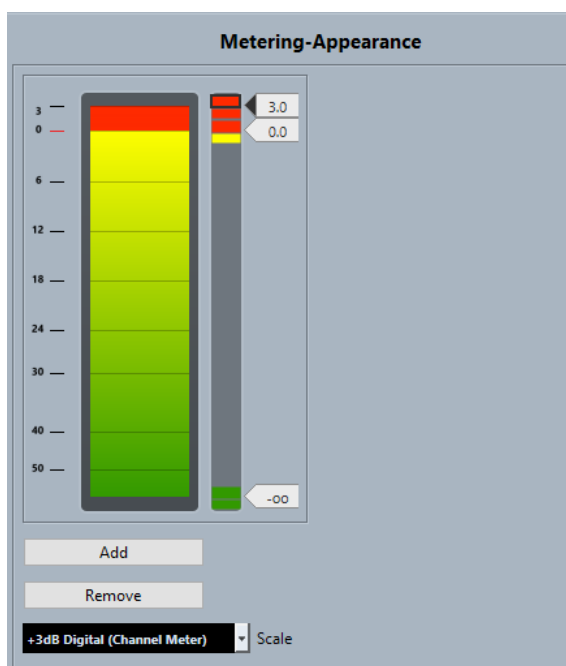 Metering-Appearance
3
0
6
12
18
24
30
40
50
3.0
0.0
-oo
Add
Remove
+3dB Digital (Channel Meter)
Scale